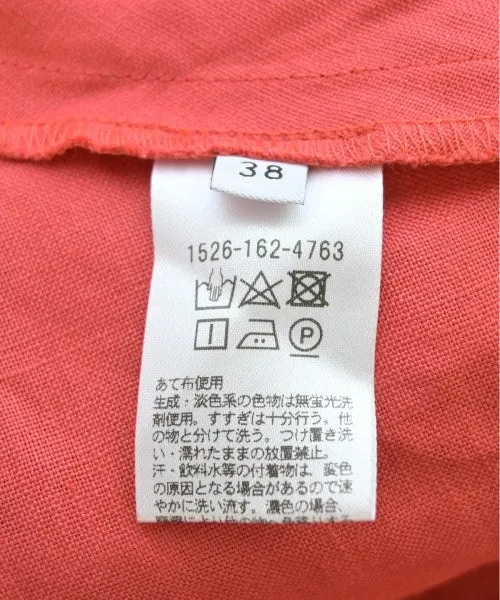 38
1526-162-4763
P
あて布使用
生成・淡色系の色物は無蛍光洗
剤使用。すすぎは十分行う。他
の物と分けて洗う。つけ置き洗
い・濡れたままの放置禁止。
汗・飲料水等の付着物は、変色
の原因となる場合があるので速
やかに洗い流す。濃色の場合、